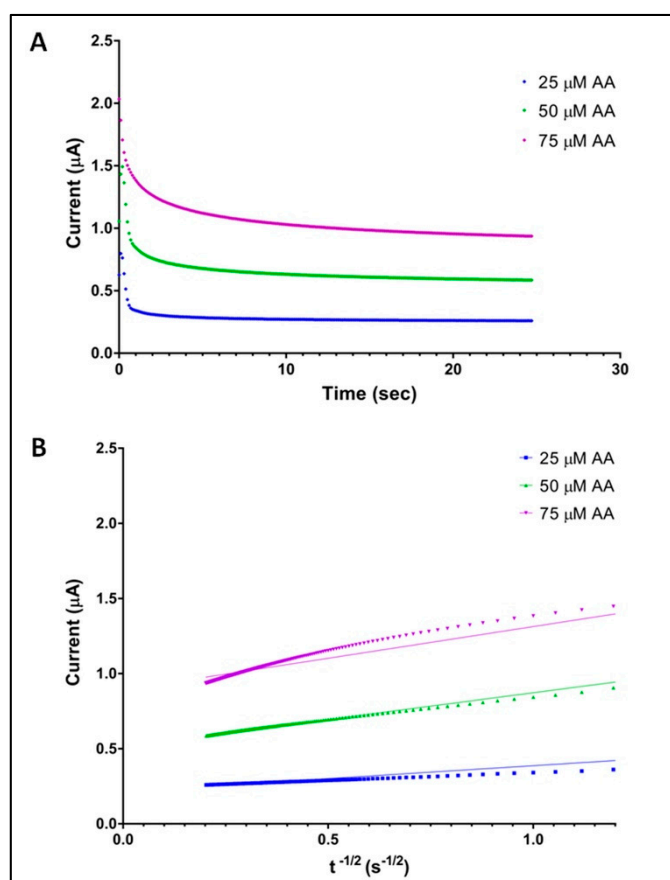 A
2.5
2.0
1.5
1.0
0.5
0.0
Current (μA)
25 μM AA
50 μM AA
75 μM AA
0 10 20 30
Time (sec)
B
2.5
2.0
1.5
1.0
0.5
0.0
Current (μA)
25 μM AA
50 μM AA
75 μM AA
0.0 0.5 1.0
t -1/2 (s-1/2)